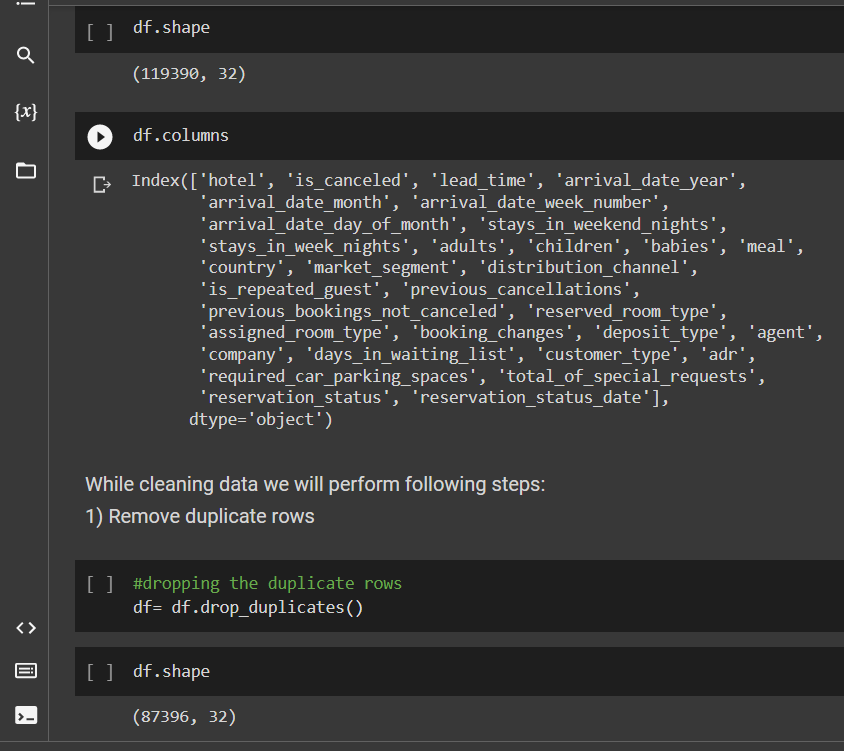 [ ] df.shape
(119390, 32)
{x}
df.columns
Index(['hotel', 'is_canceled', 'lead_time', 'arrival_date_year',
'arrival_date_month', 'arrival_date_week_number',
'arrival_date_day_of_month', 'stays_in_weekend_nights',
'stays_in_week_nights', 'adults', 'children', 'babies', 'meal',
'country', 'market_segment', 'distribution_channel',
'is_repeated_guest', 'previous_cancellations',
'previous_bookings_not_canceled', 'reserved_room_type',
'assigned_room_type', 'booking_changes', 'deposit_type', 'agent',
'company', 'days_in_waiting_list', 'customer_type', 'adr',
'required_car_parking_spaces', 'total_of_special_requests',
'reservation_status', 'reservation_status_date'],
dtype='object')
While cleaning data we will perform following steps:
1) Remove duplicate rows
[ ] #dropping the duplicate rows
df= df.drop_duplicates()
[ ] df.shape
(87396, 32)